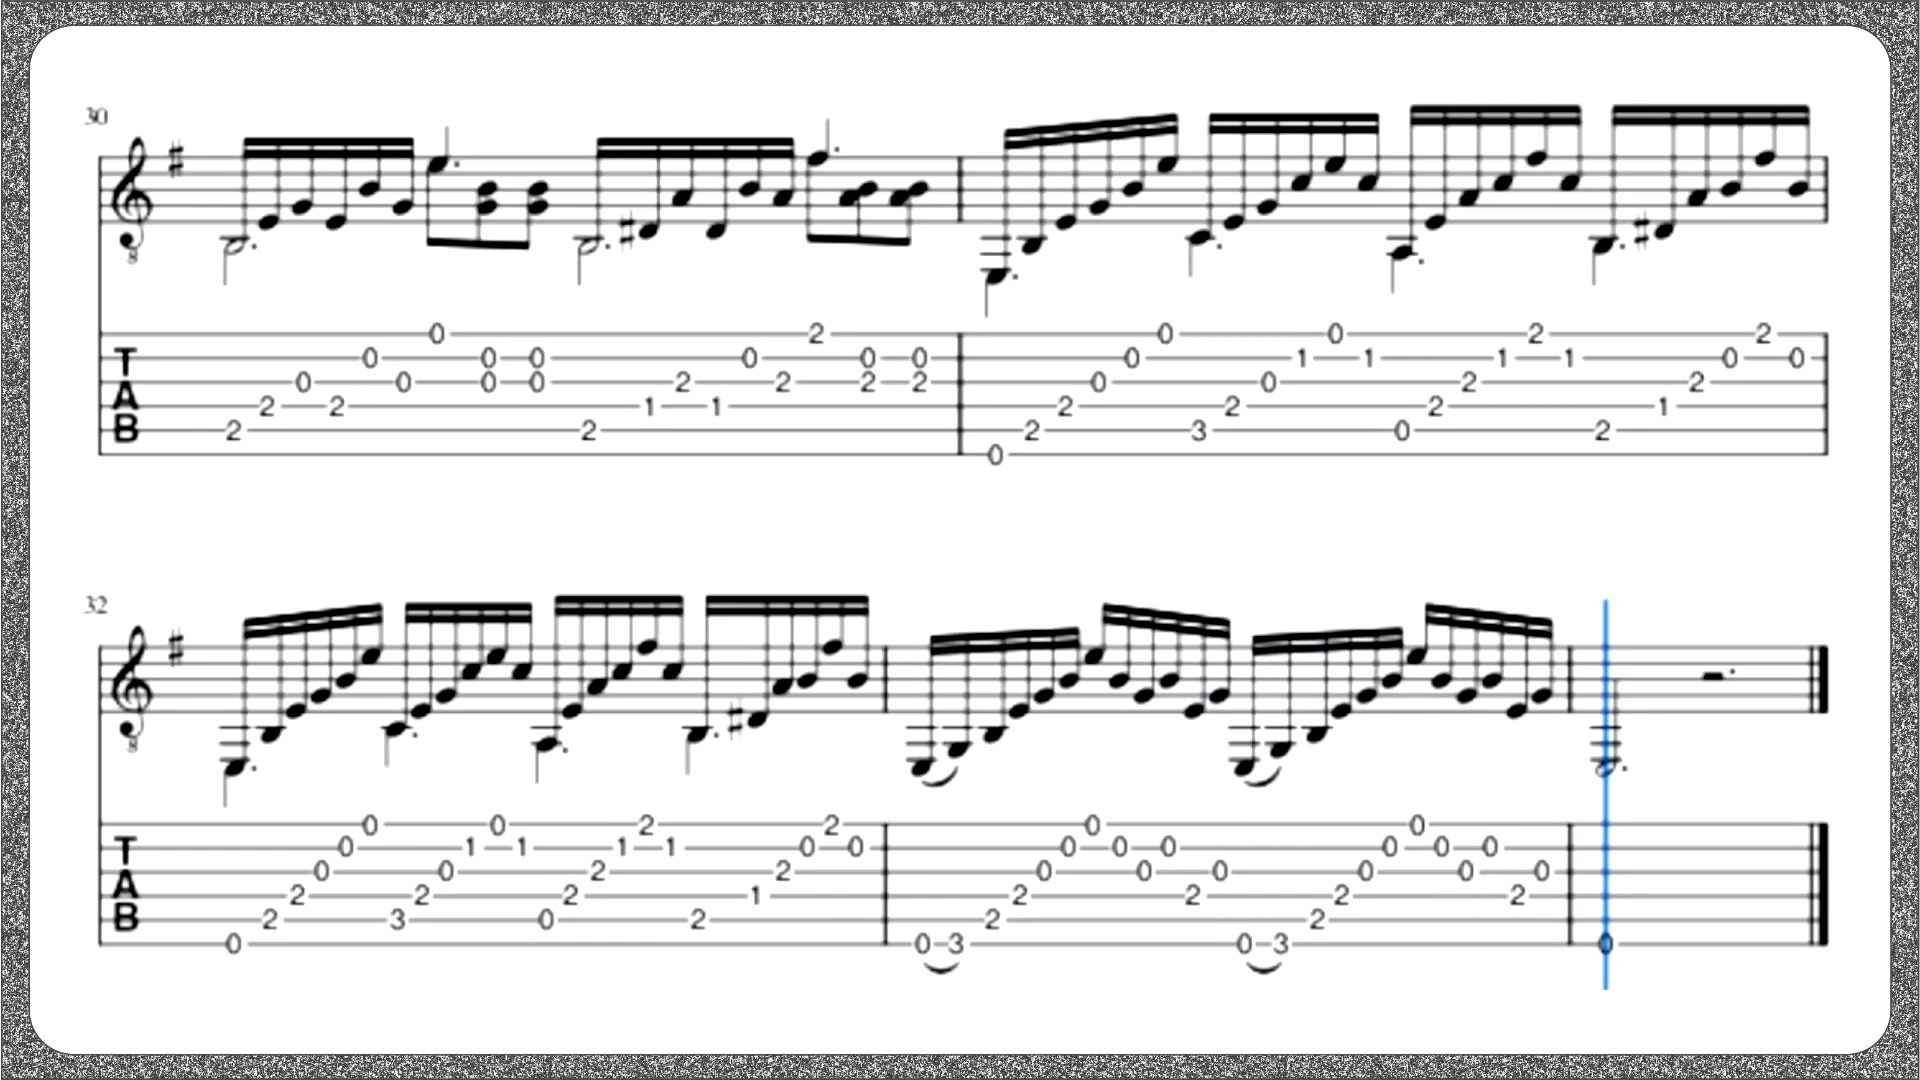 30
8
0 2 0 0 0 0
T 0 0 0 0 0 0 0 1 1 1 1 0 0
0 0 0 0 2 2 2 2 0 0 2 2
A 2 2 1 1 2 2 2 1
B 2 2 2 3 0 2
0
32
8
0 0 2 2 0 0
T 0 1 1 1 1 0 0 0 0 0 0 0 0
0 0 2 2 0 0 0 0 0 0
A 2 2 2 1 2 2 2 2
B 2 3 0 2 2 2
0 0 3 0 3 0